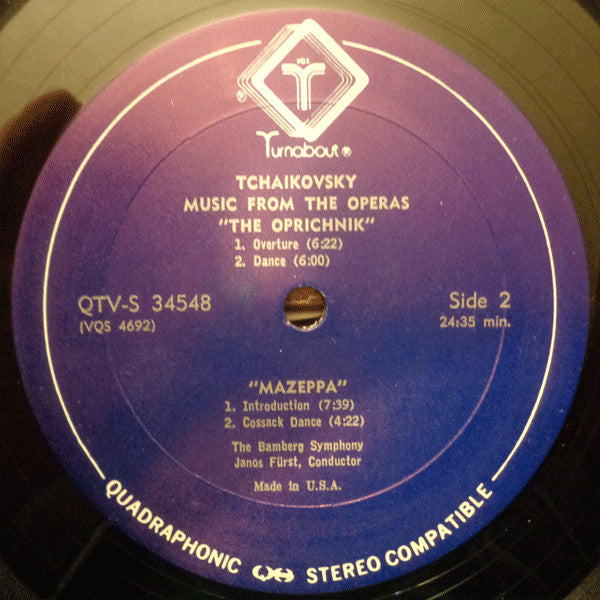 VOX
T
Turnabout ®
TCHAIKOVSKY
MUSIC FROM THE OPERAS
"THE OPRICHNIK"
1. Overture (6:22)
2. Dance (6:00)
QTV-S 34548
(VQS 4692)
Side 2
24:35 min.
"MAZEPPA"
1. Introduction (7:39)
2. Cossack Dance (4:22)
The Bamberg Symphony
Janos Fürst, Conductor
Made in U.S.A.
QUADRAPHONIC QS STEREO COMPATIBLE